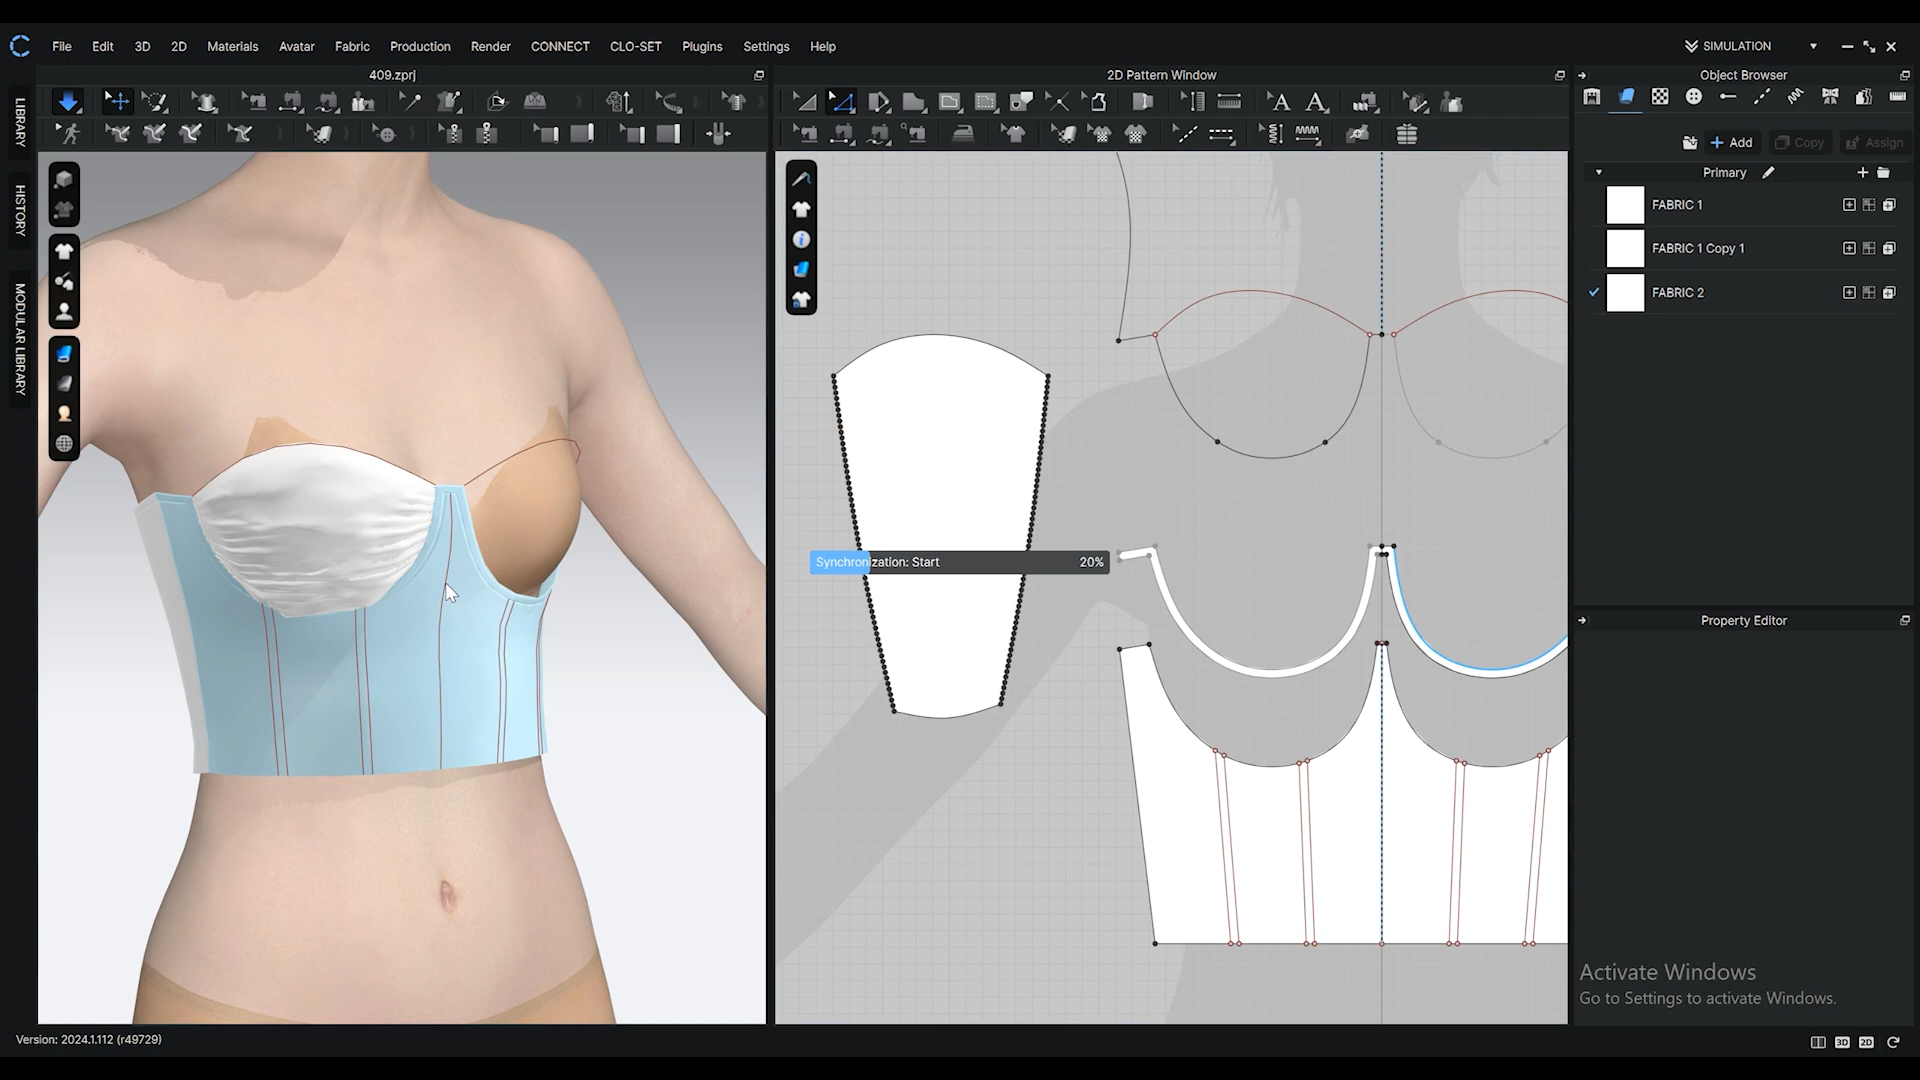 File Edit 3D 2D Materials Avatar Fabric Production Render CONNECT CLO-SET Plugins Settings Help SIMULATION
409.zprj
2D Pattern Window
Object Browser
LIBRARY
HISTORY
MODULAR LIBRARY
Add Copy Assign
Primary
FABRIC 1
FABRIC 1 Copy 1
FABRIC 2
Synchronization: Start 20%
Property Editor
Activate Windows
Go to Settings to activate Windows.
Version: 2024.1.112 (r49729)
3D 2D